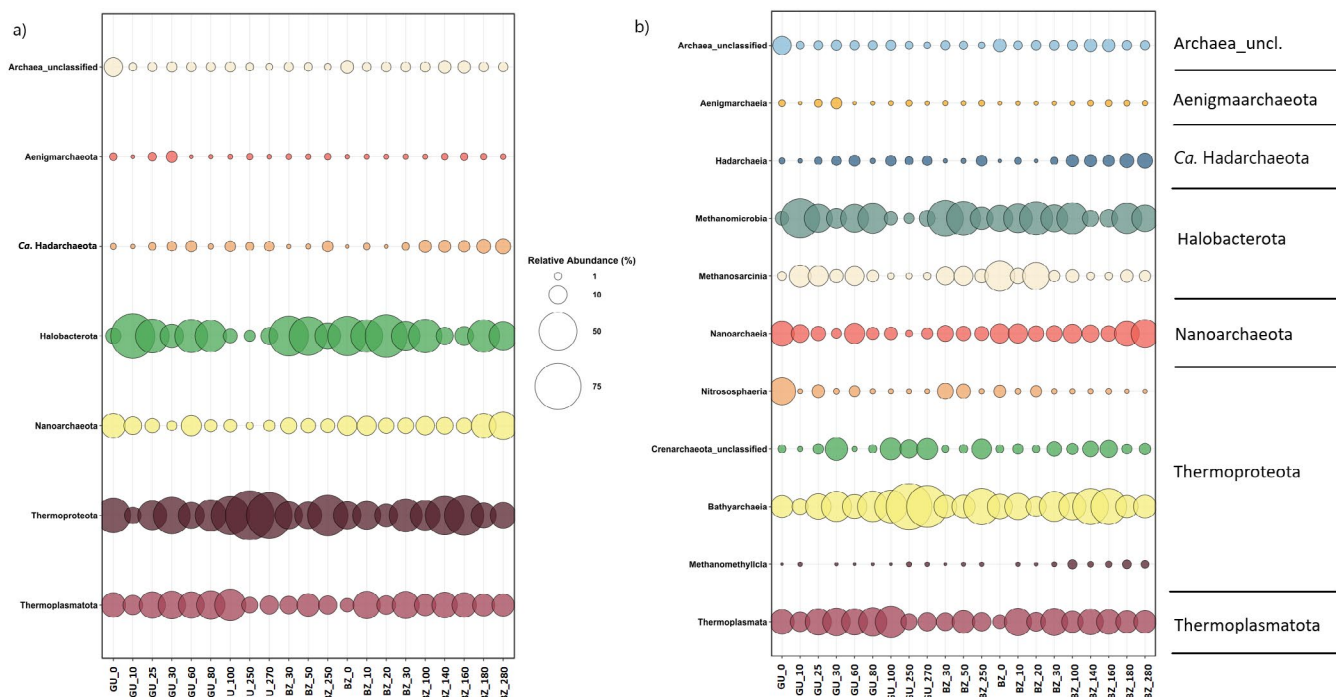 a)
Archaea_unclassified
Aenigmarchaeota
Ca. Hadarchaeota
Halobacterota
Nanoarchaeota
Thermoproteota
Thermoplasmatota
GU_0
GU_10
GU_25
GU_30
GU_60
GU_80
U_100
U_250
U_270
BZ_30
BZ_50
BZ_250
BZ_0
BZ_10
BZ_20
BZ_30
BZ_100
BZ_140
BZ_160
BZ_180
BZ_280
Relative Abundance (%)
1
10
50
75
b)
Archaea_unclassified
Aenigmarchaeia
Hadarchaeia
Methanomicrobia
Methanosarcinia
Nanoarchaeia
Nitrososphaeria
Crenarchaeota_unclassified
Bathyarchaeia
Methanomethylicia
Thermoplasmata
GU_0
GU_10
GU_25
GU_30
GU_60
GU_80
GU_100
GU_250
GU_270
BZ_30
BZ_50
BZ_250
BZ_0
BZ_10
BZ_20
BZ_30
BZ_100
BZ_140
BZ_160
BZ_180
BZ_280
Archaea_uncl.
Aenigmaarchaeota
Ca. Hadarchaeota
Halobacterota
Nanoarchaeota
Thermoproteota
Thermoplasmatota